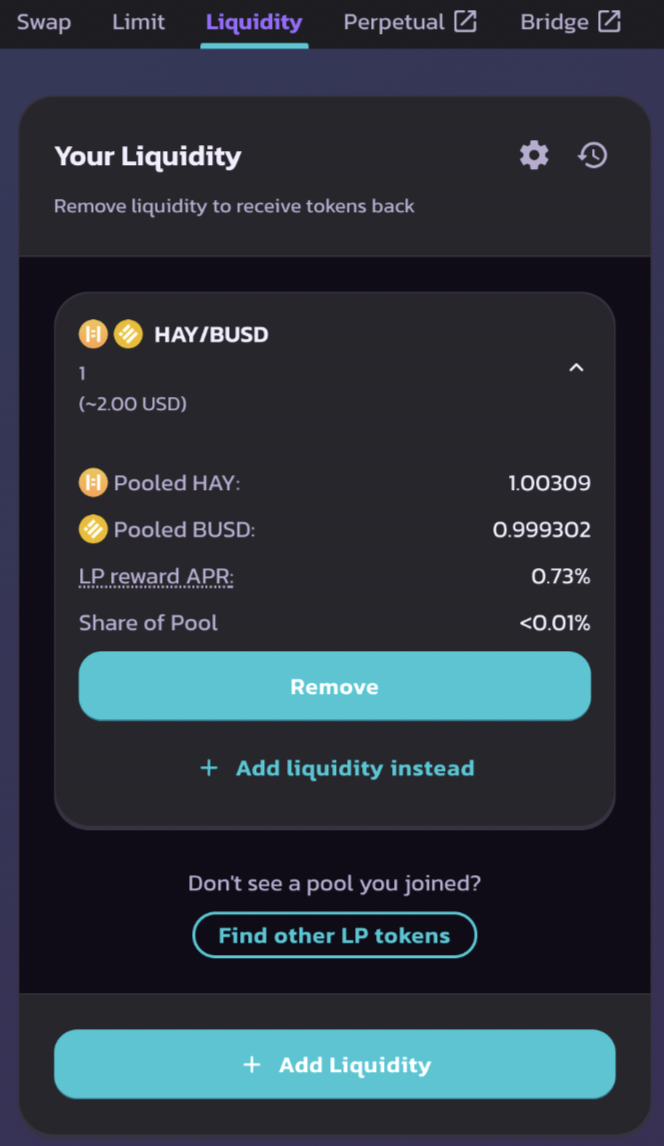 Swap Limit Liquidity Perpetual Bridge
Your Liquidity
Remove liquidity to receive tokens back
HAY/BUSD
1
(~2.00 USD)
Pooled HAY: 1.00309
Pooled BUSD: 0.999302
LP reward APR: 0.73%
Share of Pool <0.01%
Remove
+ Add liquidity instead
Don't see a pool you joined?
Find other LP tokens
+ Add Liquidity